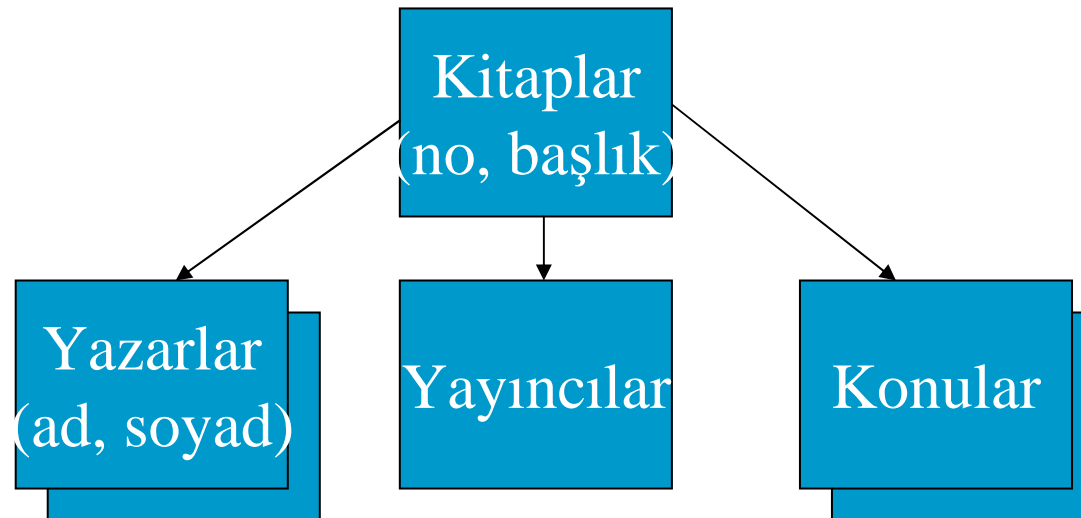 Kitaplar
(no, başlık)
Yazarlar
(ad, soyad)
Yayıncılar
Konular